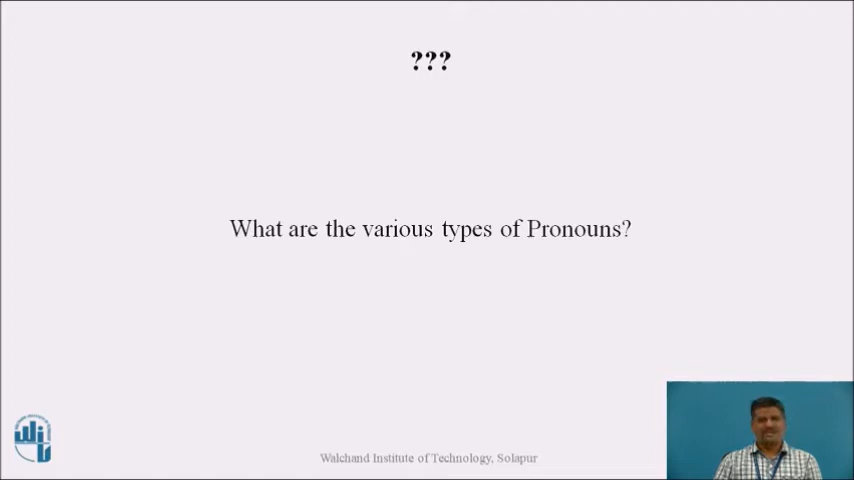 ???
What are the various types of Pronouns?
Walchand Institute of Technology, Solapur